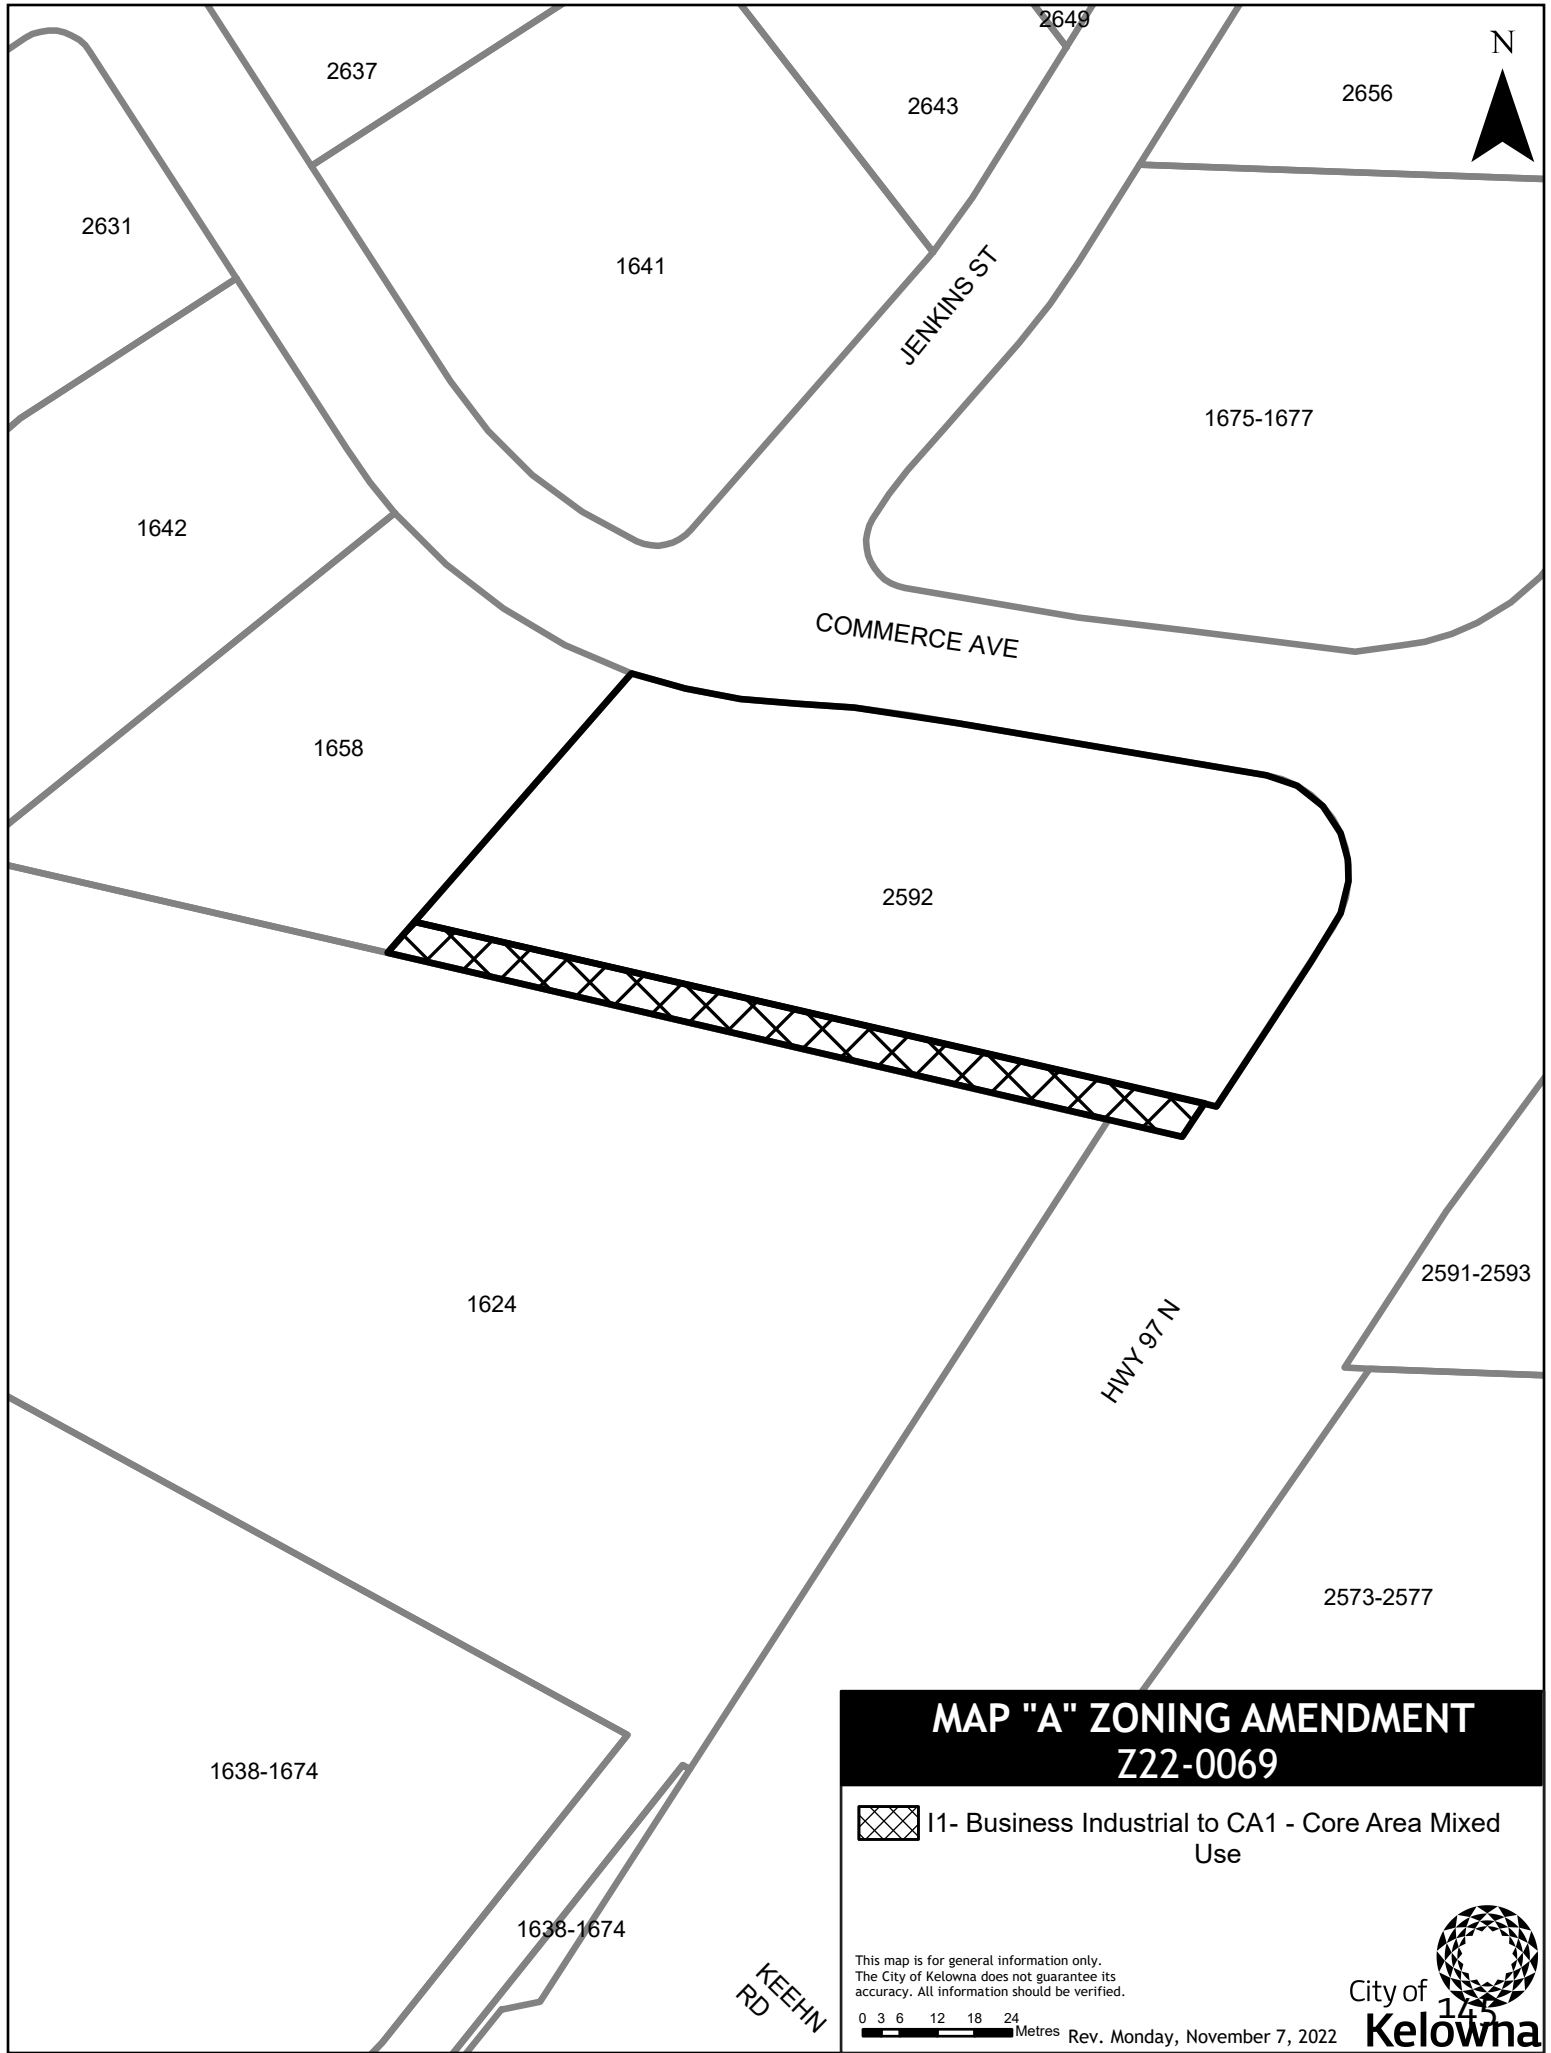 2649
N
2637
2656
2643
2631
1641
JENKINS ST
1675-1677
1642
COMMERCE AVE
1658
2592
2591-2593
1624
HWY 97 N
2573-2577
MAP "A" ZONING AMENDMENT
Z22-0069
1638-1674
I1- Business Industrial to CA1 - Core Area Mixed
Use
1638-1674
KEEHN
RD
This map is for general information only.
The City of Kelowna does not guarantee its
accuracy. All information should be verified.
0 3 6 12 18 24
Metres
Rev. Monday, November 7, 2022
City of
Kelowna
145